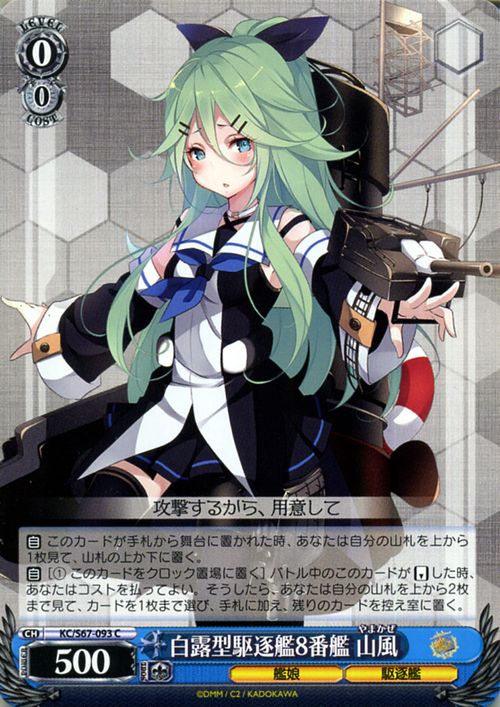 LEVEL
0
0
COST
攻撃するがら、用意して
自 このカードが手札から舞台に置かれた時、あなたは自分の山札を上から
1枚見て、山札の上か下に置く。
自 [① このカードをクロック置場に置く] バトル中のこのカードが した時、
あなたはコストを払ってよい。そうしたら、あなたは自分の山札を上から2枚
まで見て、カードを1枚まで選び、手札に加え、残りのカードを控え室に置く。
CH KC/S67-093 C
500
やまかぜ
白露型駆逐艦8番艦 山風
艦娘
駆逐艦
©DMM / C2 / KADOKAWA